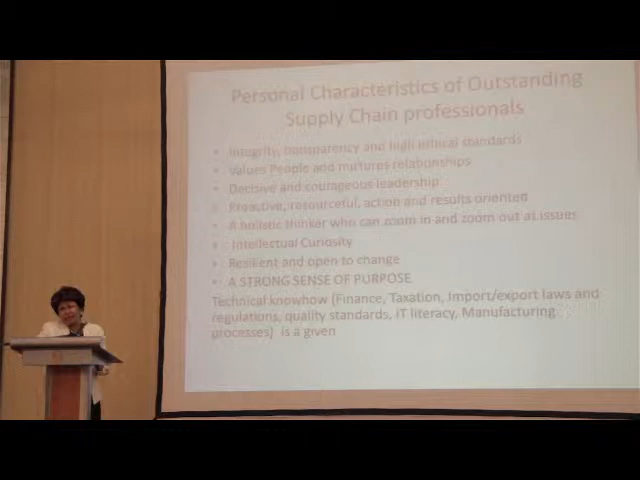 Personal Characteristics of Outstanding
Supply Chain professionals
• Integrity, transparency and high ethical standards
• values People and nurtures relationships
• Decisive and courageous leadership
• Proactive, resourceful, action and results oriented
• A holistic thinker who can zoom in and zoom out at issues
• Intellectual Curiosity
• Resilient and open to change
• A STRONG SENSE OF PURPOSE
Technical knowhow (Finance, Taxation, Import/export laws and
regulations, quality standards, IT literacy, Manufacturing
processes) is a given